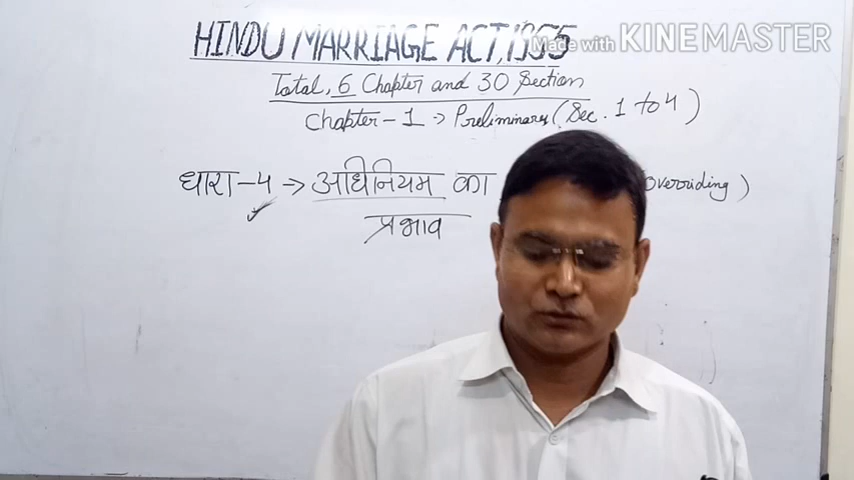 HINDU MARRIAGE ACT, 1955
Made with KINEMASTER
Total, 6 Chapter and 30 Section
Chapter-1 → Preliminary (Sec. 1 to 4)
धारा-4 → अधिनियम का overriding)
प्रभाव